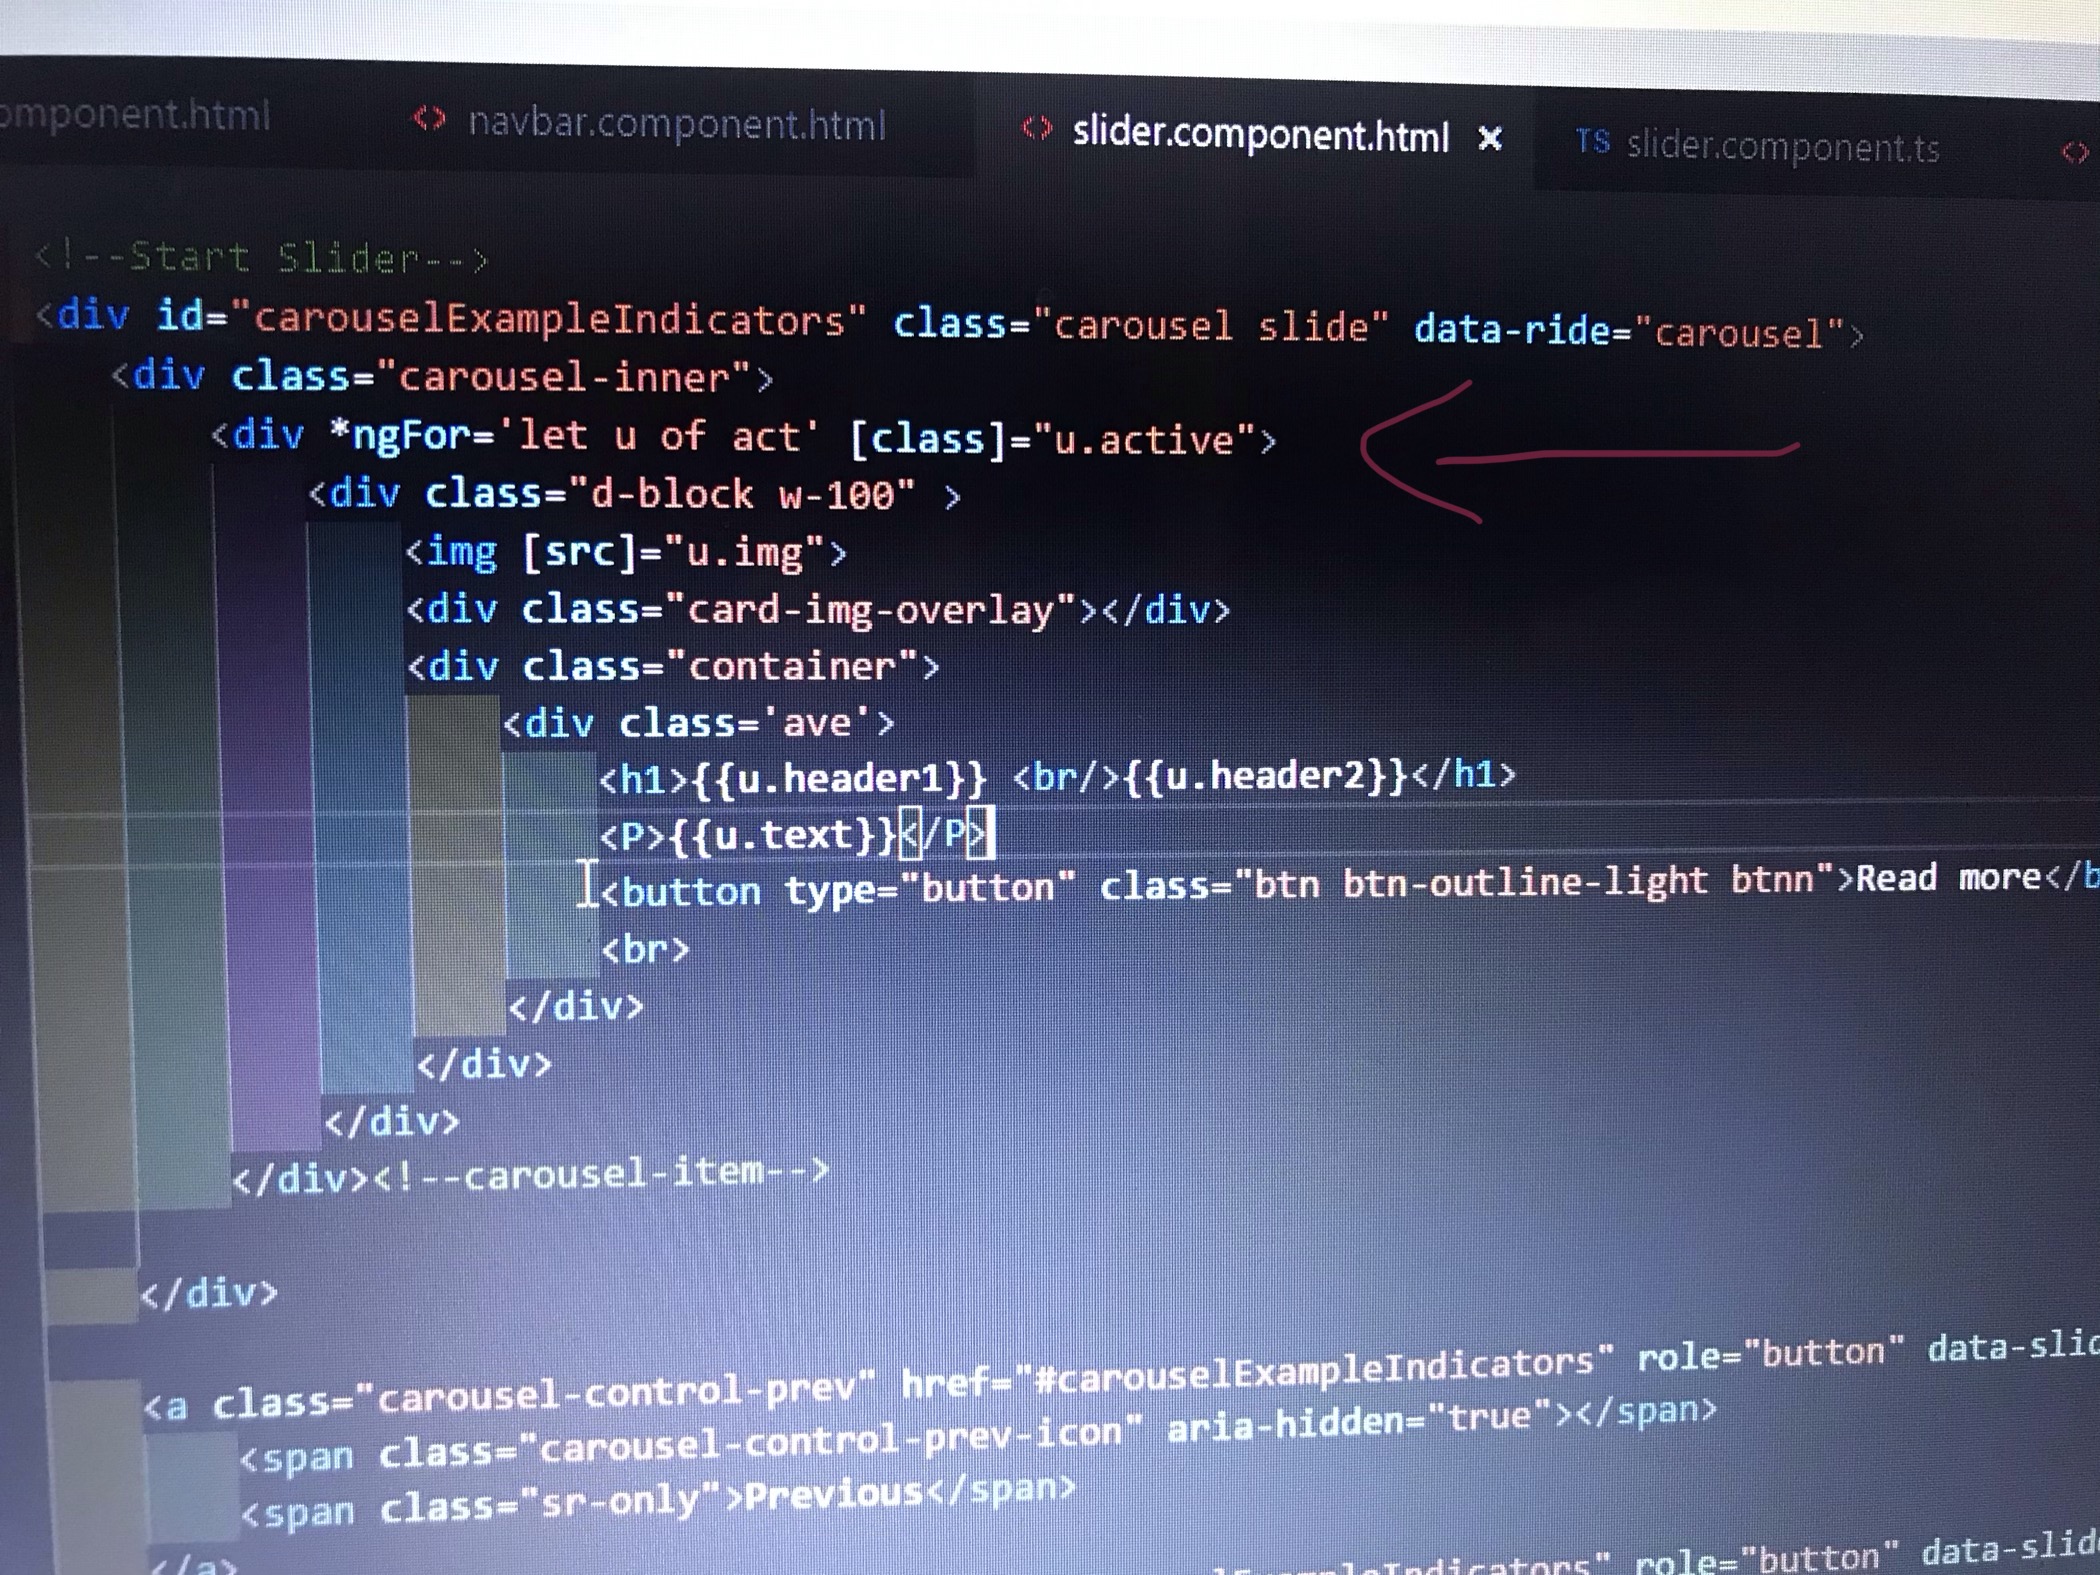 omponent.html <> navbar.component.html <> slider.component.html × TS slider.component.ts <>
<!--Start Slider-->
<div id="carouselExampleIndicators" class="carousel slide" data-ride="carousel">
<div class="carousel-inner">
<div *ngFor='let u of act' [class]="u.active">
<div class="d-block w-100" >
<img [src]="u.img">
<div class="card-img-overlay"></div>
<div class="container">
<div class='ave'>
<h1>{{u.header1}} <br/>{{u.header2}}</h1>
<P>{{u.text}}</P>
<button type="button" class="btn btn-outline-light btnn">Read more</b
<br>
</div>
</div>
</div>
</div><!--carousel-item-->
</div>
<a class="carousel-control-prev" href="#carouselExampleIndicators" role="button" data-slid
<span class="carousel-control-prev-icon" aria-hidden="true"></span>
<span class="sr-only">Previous</span>
</a>
lExampleIndicators" role="button" data-slide